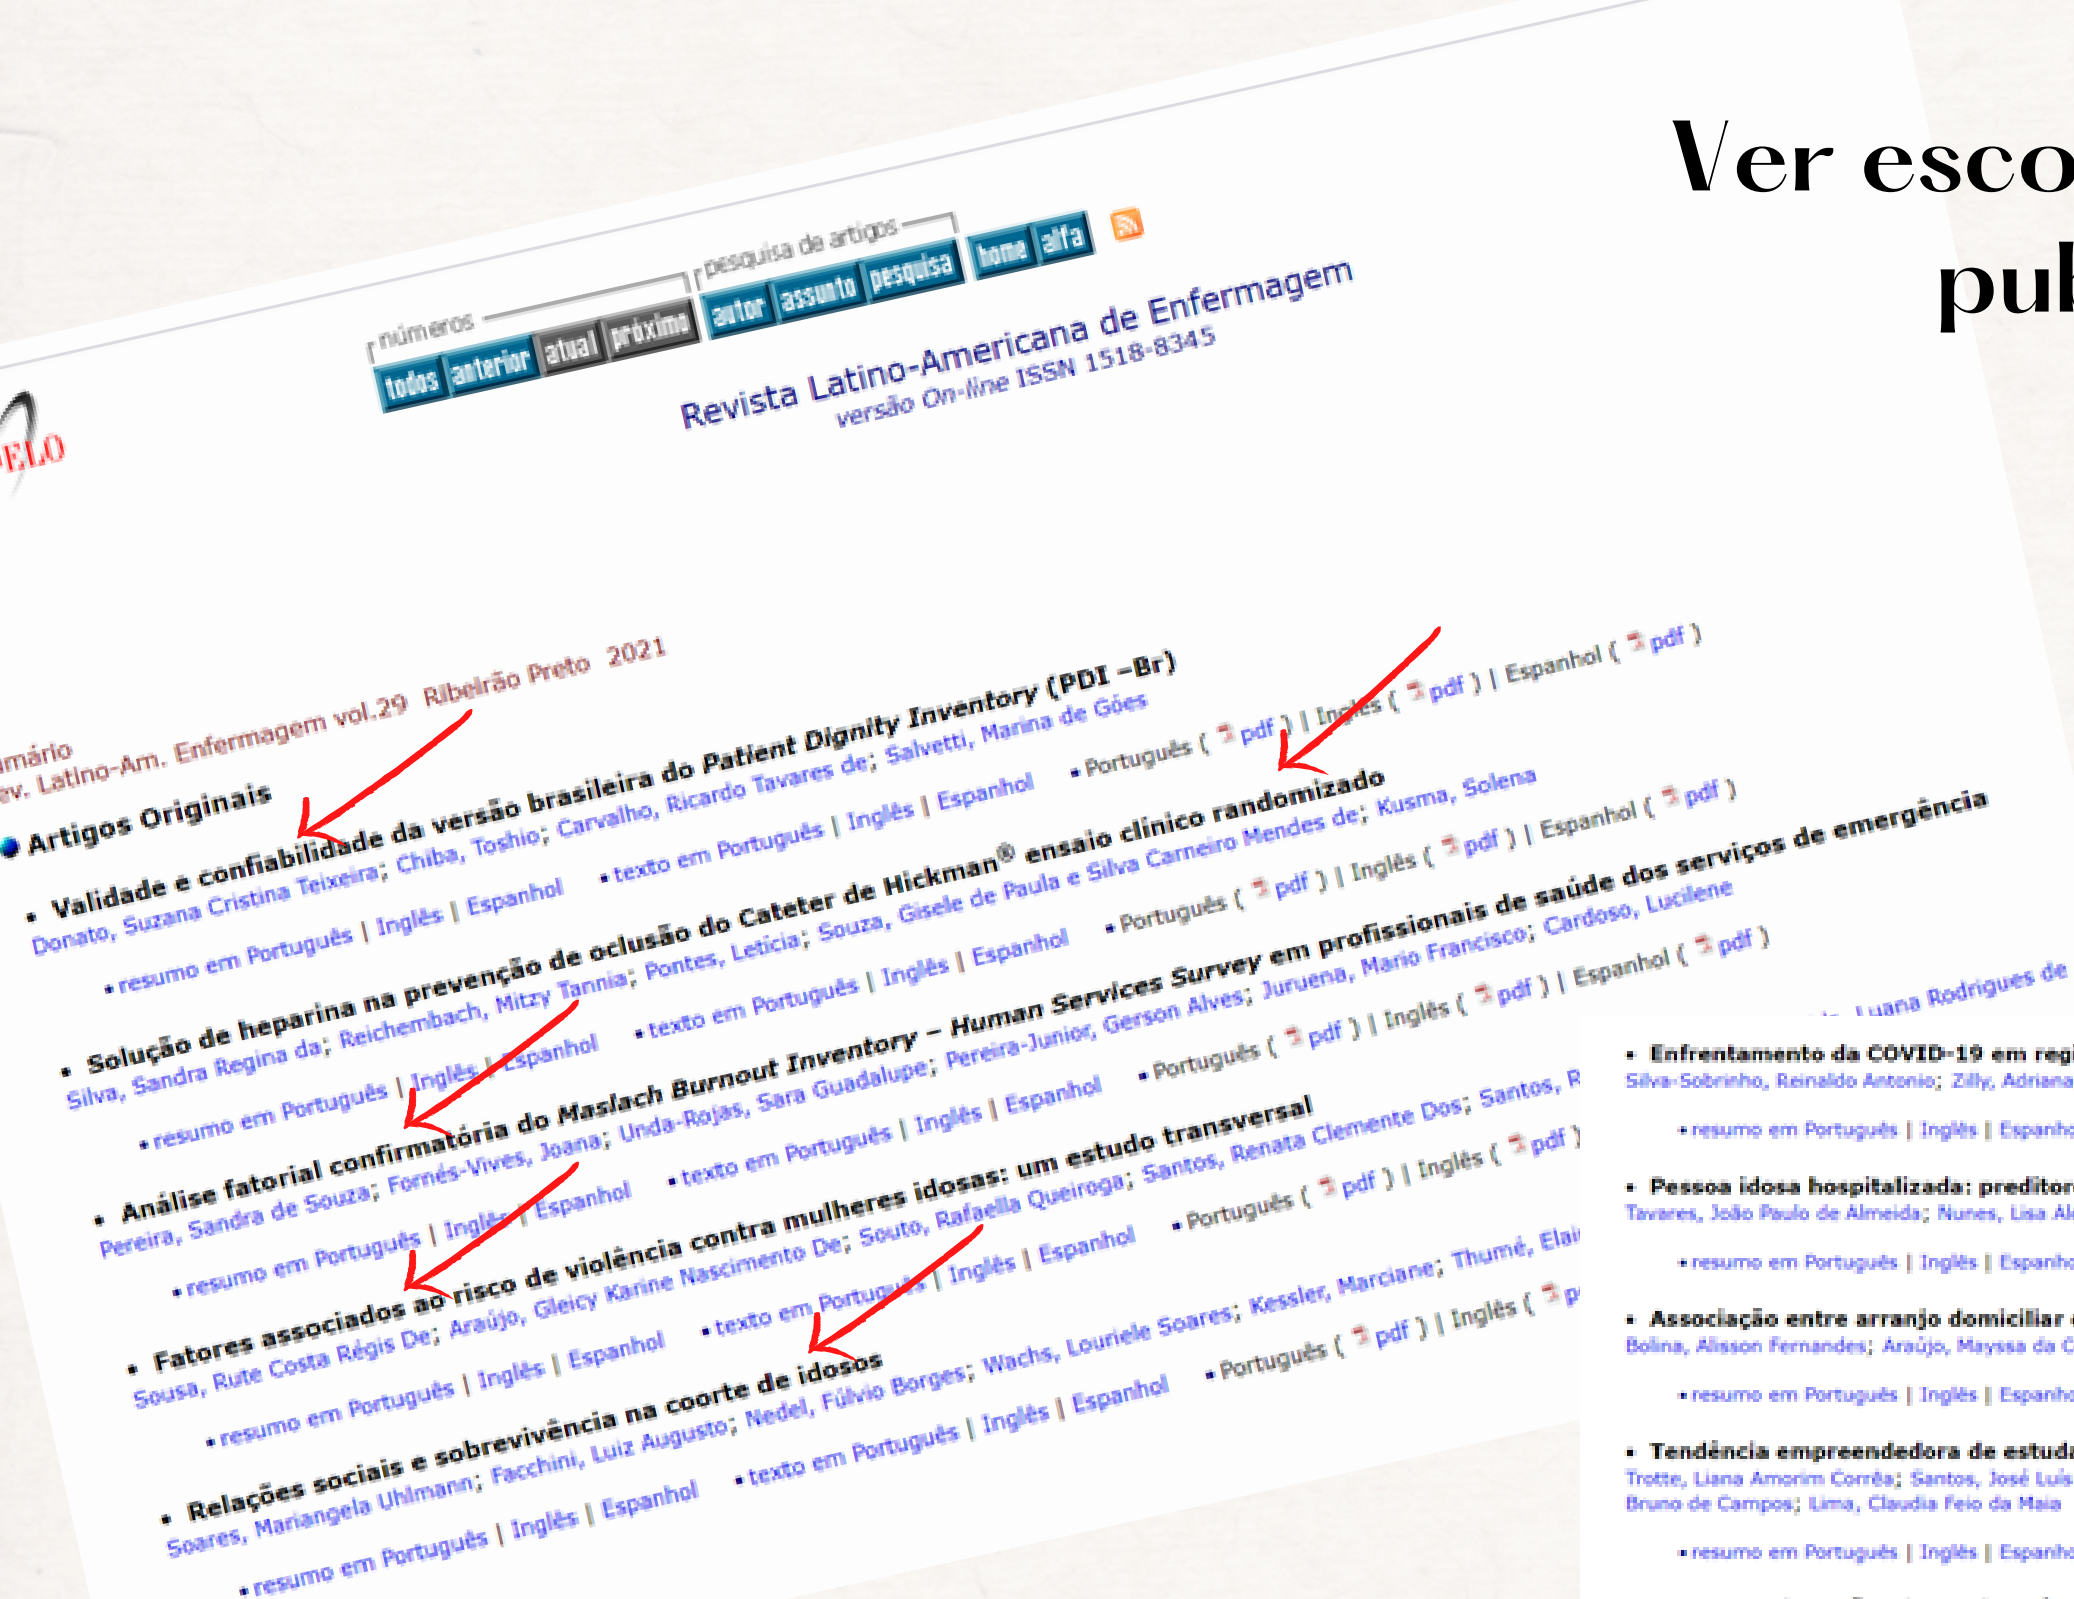 Ver esco
pub
números
pesquisa de artigos
todos anterior atual próximo autor assunto pesquisa home alfa
Revista Latino-Americana de Enfermagem
versão On-line ISSN 1518-8345
ELO
mário
ev. Latino-Am. Enfermagem vol.29 Ribeirão Preto 2021
Artigos Originais
• Validade e confiabilidade da versão brasileira do Patient Dignity Inventory (PDI –Br)
Donato, Suzana Cristina Teixeira; Chiba, Toshio; Carvalho, Ricardo Tavares de; Salvetti, Marina de Góes
▪ resumo em Português | Inglês | Espanhol ▪ texto em Português | Inglês | Espanhol ▪ Português ( pdf ) | Inglês ( pdf ) | Espanhol ( pdf )
• Solução de heparina na prevenção de oclusão do Cateter de Hickman® ensaio clínico randomizado
Silva, Sandra Regina da; Reichembach, Mitzy Tannia; Pontes, Letícia; Souza, Gisele de Paula e Silva Carneiro Mendes de; Kusma, Solena
▪ resumo em Português | Inglês | Espanhol ▪ texto em Português | Inglês | Espanhol ▪ Português ( pdf ) | Inglês ( pdf ) | Espanhol ( pdf )
• Análise fatorial confirmatória do Maslach Burnout Inventory – Human Services Survey em profissionais de saúde dos serviços de emergência
Pereira, Sandra de Souza; Fornés-Vives, Joana; Unda-Rojas, Sara Guadalupe; Pereira-Junior, Gerson Alves; Juruena, Mario Francisco; Cardoso, Lucilene
▪ resumo em Português | Inglês | Espanhol ▪ texto em Português | Inglês | Espanhol ▪ Português ( pdf ) | Inglês ( pdf ) | Espanhol ( pdf )
• Fatores associados ao risco de violência contra mulheres idosas: um estudo transversal
Sousa, Rute Costa Régis De; Araújo, Gleicy Karine Nascimento De; Souto, Rafaella Queiroga; Santos, Renata Clemente Dos; Santos, R
Luana Rodrigues de
▪ resumo em Português | Inglês | Espanhol ▪ texto em Português | Inglês | Espanhol ▪ Português ( pdf ) | Inglês ( pdf )
• Relações sociais e sobrevivência na coorte de idosos
Soares, Mariangela Uhlmann; Facchini, Luiz Augusto; Nedel, Fúlvio Borges; Wachs, Louriele Soares; Kessler, Marciane; Thumé, Elai
▪ resumo em Português | Inglês | Espanhol ▪ texto em Português | Inglês | Espanhol ▪ Português ( pdf ) | Inglês ( p
• Enfrentamento da COVID-19 em regi
Silva-Sobrinho, Reinaldo Antonio; Zilly, Adriana
▪ resumo em Português | Inglês | Espanho
• Pessoa idosa hospitalizada: preditor
Tavares, João Paulo de Almeida; Nunes, Lisa Al
▪ resumo em Português | Inglês | Espanho
• Associação entre arranjo domiciliar
Bolina, Alisson Fernandes; Araújo, Mayssa da C
▪ resumo em Português | Inglês | Espanho
• Tendência empreendedora de estuda
Trotte, Liana Amorim Corrêa; Santos, José Luís
Bruno de Campos; Lima, Claudia Feio da Maia
▪ resumo em Português | Inglês | Espanho